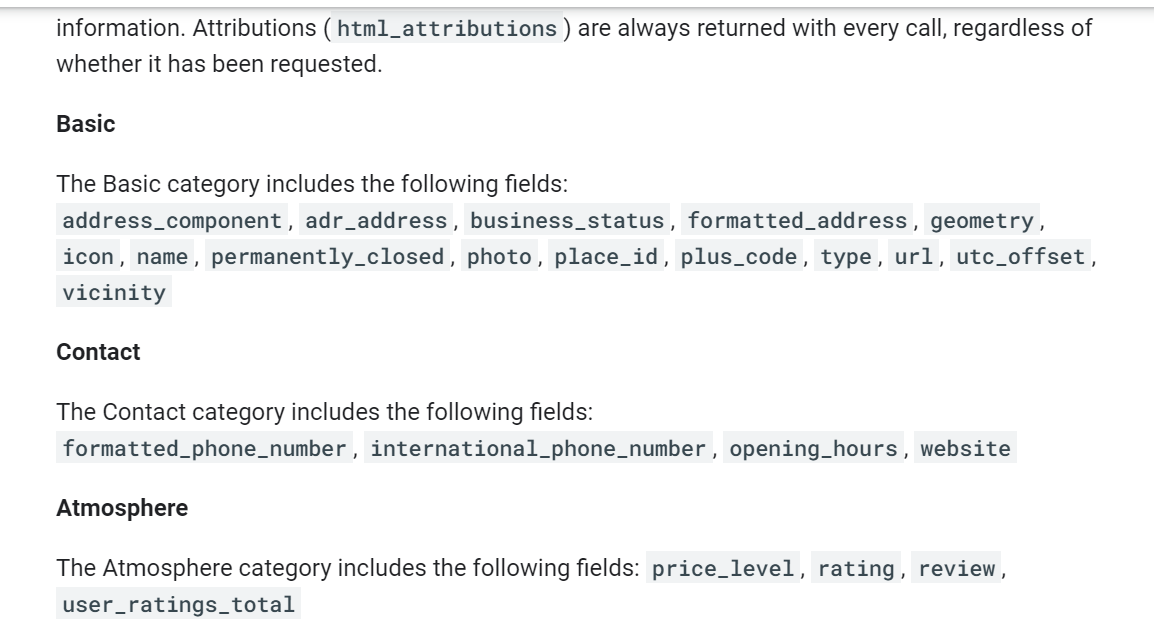 information. Attributions ( html_attributions ) are always returned with every call, regardless of
whether it has been requested.
Basic
The Basic category includes the following fields:
address_component , adr_address , business_status , formatted_address , geometry ,
icon , name , permanently_closed , photo , place_id , plus_code , type , url , utc_offset ,
vicinity
Contact
The Contact category includes the following fields:
formatted_phone_number , international_phone_number , opening_hours , website
Atmosphere
The Atmosphere category includes the following fields: price_level , rating , review ,
user_ratings_total